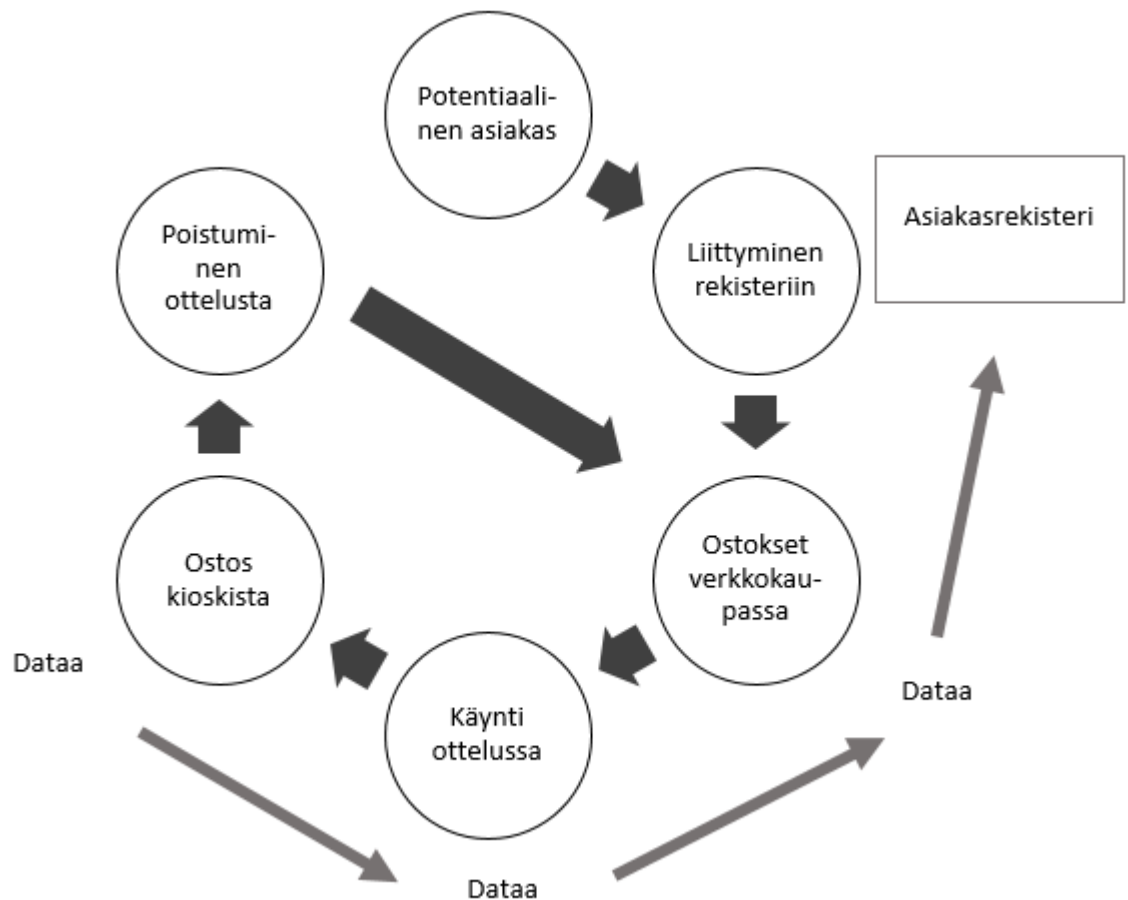 Potentiaali-
nen asiakas
Liittyminen
rekisteriin
Asiakasrekisteri
Ostokset
verkkokau-
passa
Käynti
ottelussa
Ostos
kioskista
Poistumi-
nen
ottelusta
Dataa
Dataa
Dataa